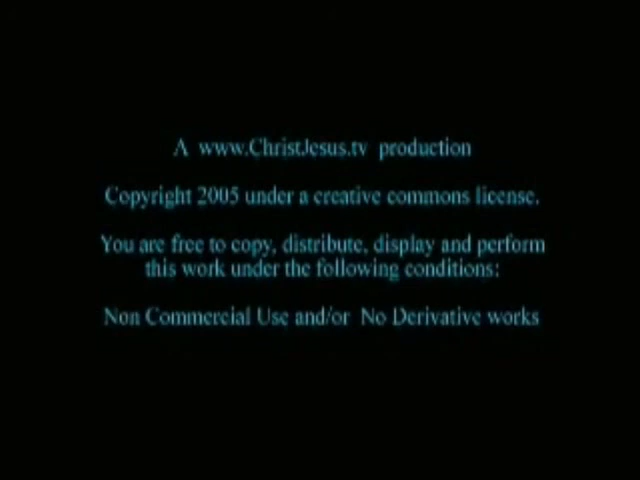 A www.ChristJesus.tv production
Copyright 2005 under a creative commons license.
You are free to copy, distribute, display and perform
this work under the following conditions:
Non Commercial Use and/or No Derivative works